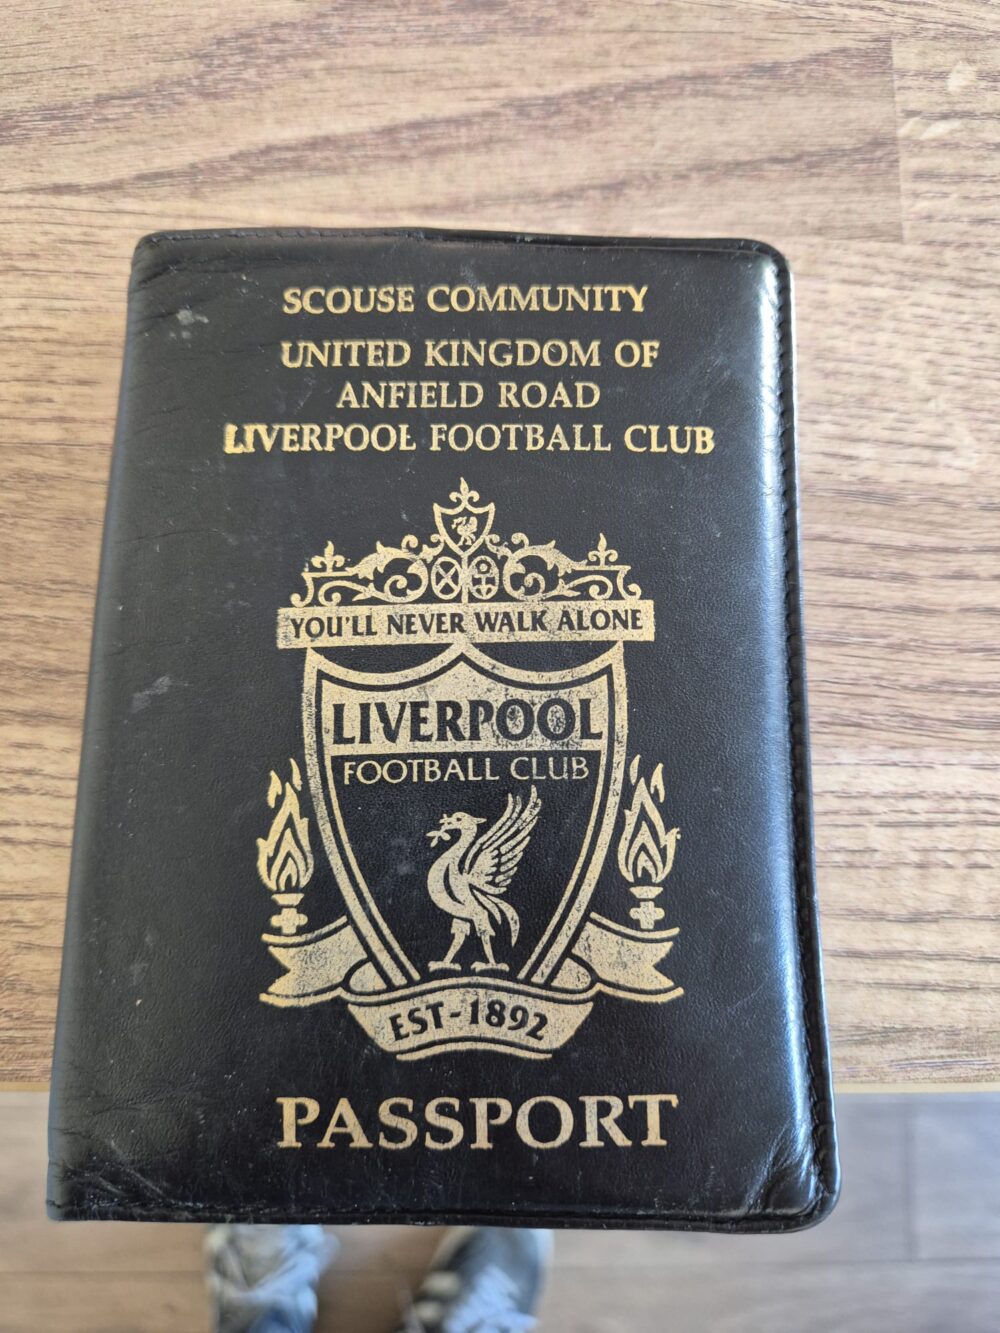 SCOUSE COMMUNITY
UNITED KINGDOM OF
ANFIELD ROAD
LIVERPOOL FOOTBALL CLUB
YOU'LL NEVER WALK ALONE
LIVERPOOL
FOOTBALL CLUB
EST-1892
PASSPORT